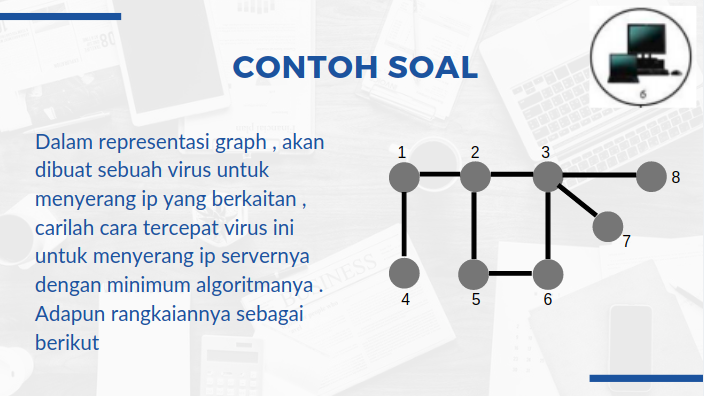 CONTOH SOAL
6
Dalam representasi graph , akan
dibuat sebuah virus untuk
menyerang ip yang berkaitan ,
carilah cara tercepat virus ini
untuk menyerang ip servernya
dengan minimum algoritmanya .
Adapun rangkaiannya sebagai
berikut
1 2 3
8
7
4 5 6
BUSINESS